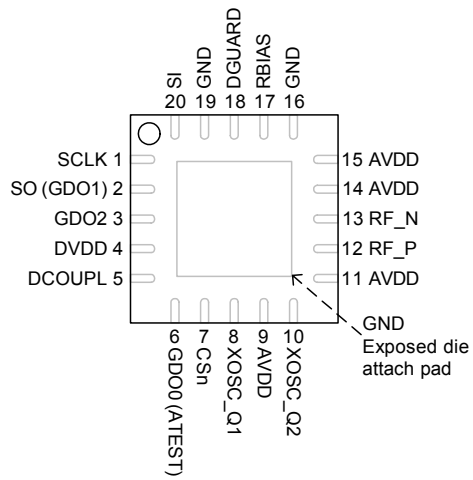 SI
GND
DGUARD
RBIAS
GND
20 19 18 17 16
SCLK 1
SO (GDO1) 2
GDO2 3
DVDD 4
DCOUPL 5
15 AVDD
14 AVDD
13 RF_N
12 RF_P
11 AVDD
GND
Exposed die
attach pad
6 7 8 9 10
GDO0 (ATEST)
CSn
XOSC_Q1
AVDD
XOSC_Q2